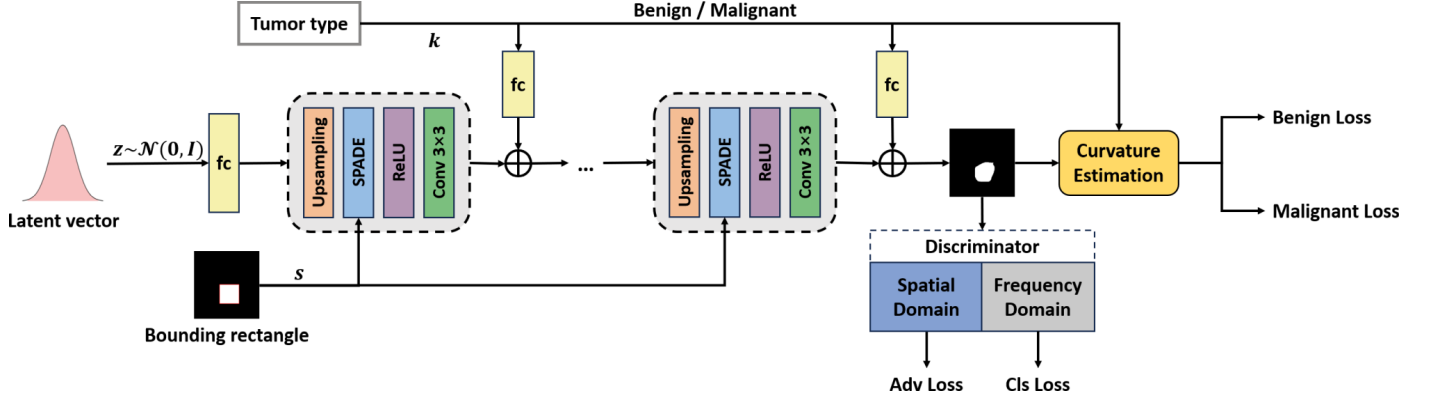 Tumor type
Benign / Malignant
k
fc
fc
z~𝒩(0, I)
fc
Upsampling
SPADE
ReLU
Conv 3×3
...
Upsampling
SPADE
ReLU
Conv 3×3
Curvature
Estimation
Benign Loss
Malignant Loss
Latent vector
s
Bounding rectangle
Discriminator
Spatial
Domain
Frequency
Domain
Adv Loss
Cls Loss